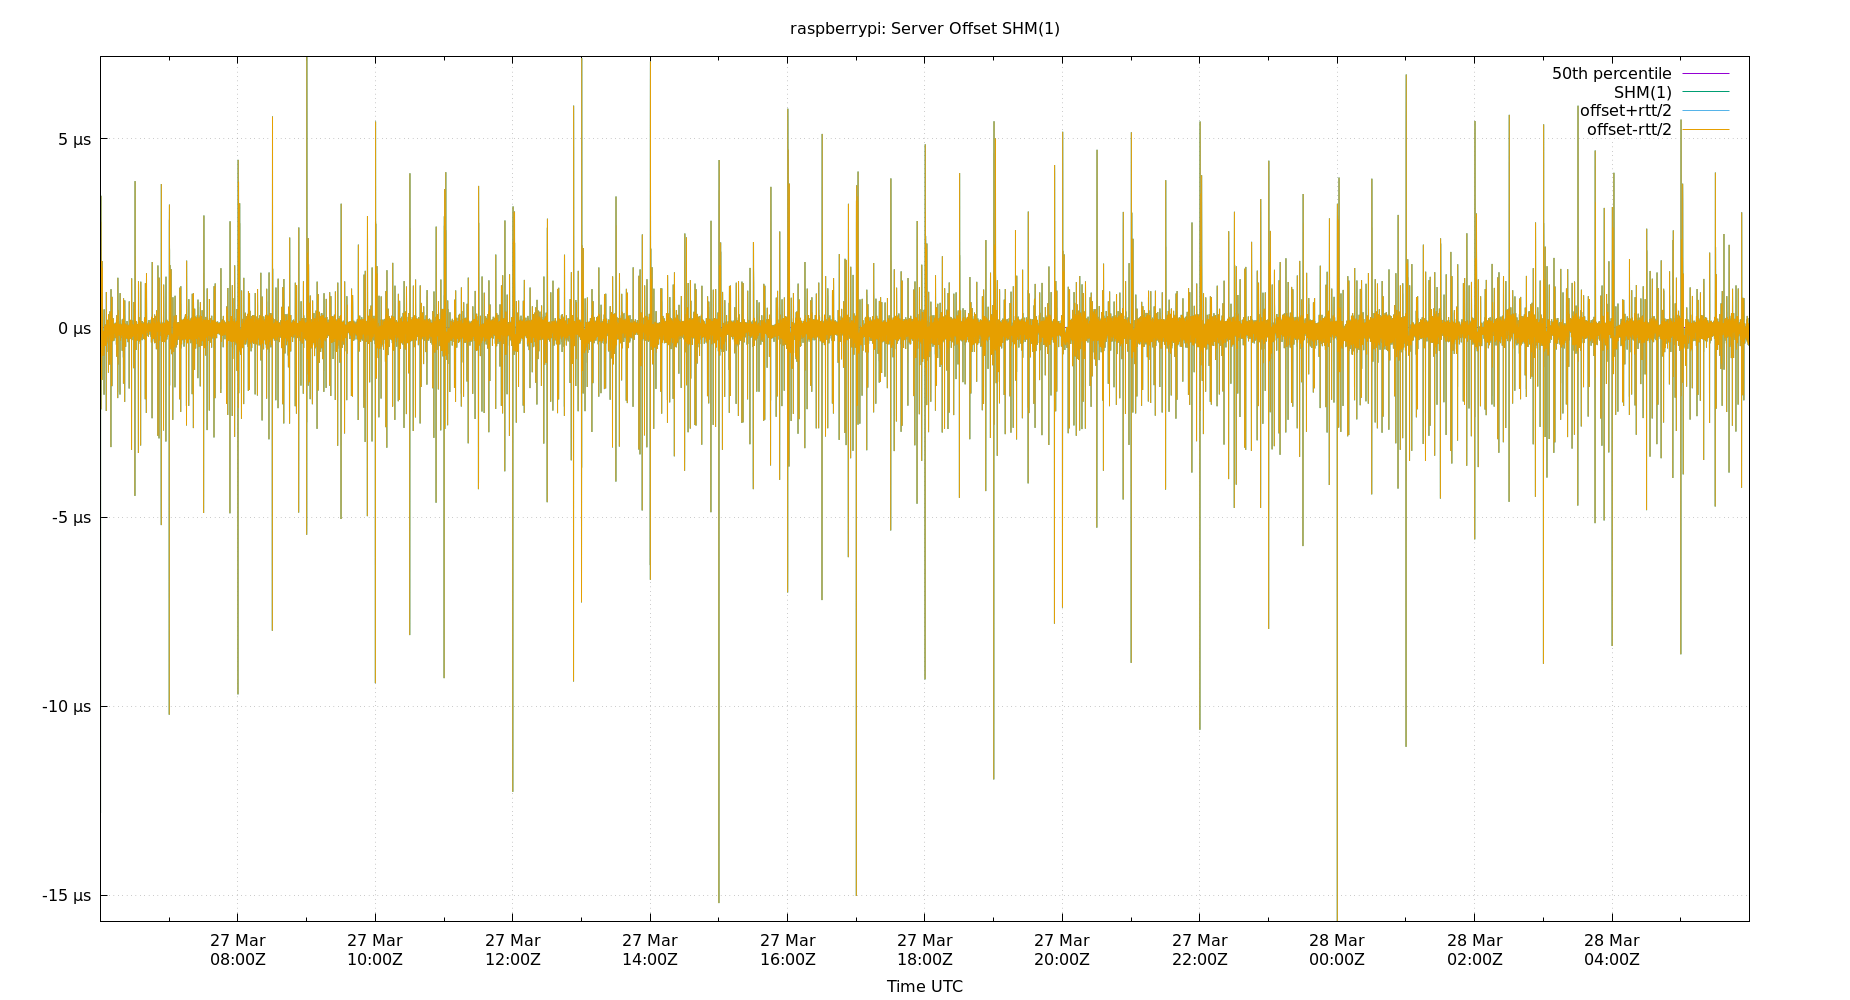 raspberrypi: Server Offset SHM(1)
50th percentile
SHM(1)
offset+rtt/2
offset-rtt/2
5 µs
0 µs
-5 µs
-10 µs
-15 µs
27 Mar 27 Mar 27 Mar 27 Mar 27 Mar 27 Mar 27 Mar 27 Mar 28 Mar 28 Mar 28 Mar
08:00Z 10:00Z 12:00Z 14:00Z 16:00Z 18:00Z 20:00Z 22:00Z 00:00Z 02:00Z 04:00Z
Time UTC